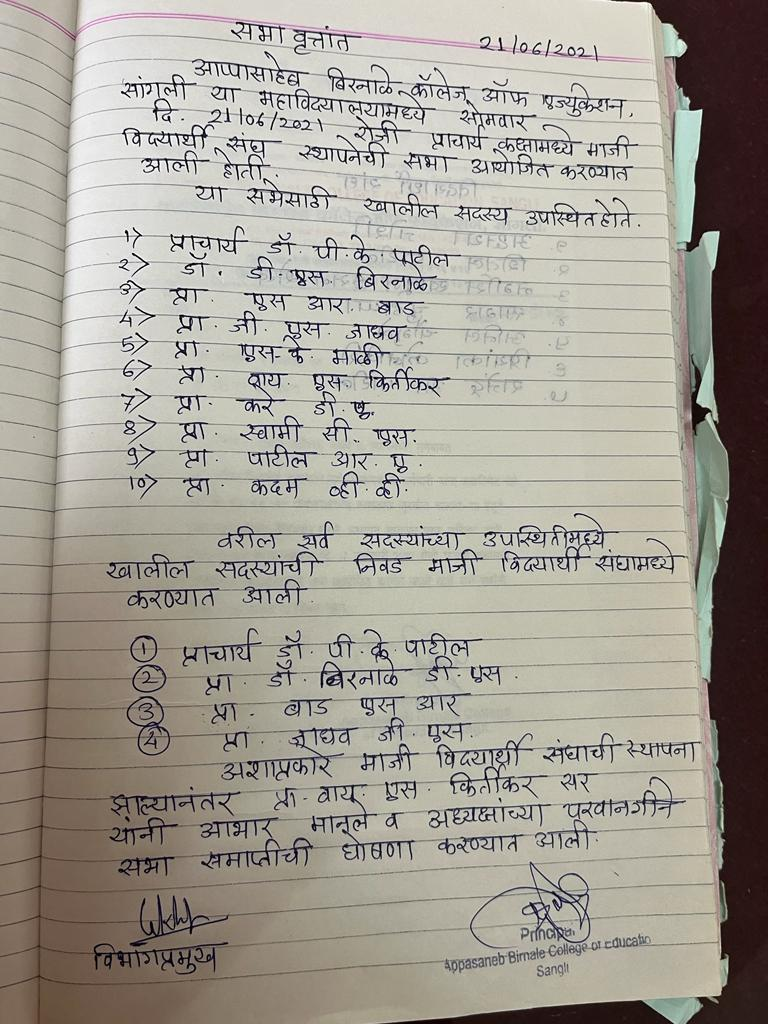 सभा वृत्तांत 21/06/2021
आप्पासाहेब बिरनाळे कॉलेज ऑफ एज्युकेशन,
सांगली या महाविद्यालयामध्ये सोमवार
दि. 21/06/2021 रोजी प्राचार्य कक्षामध्ये माजी
विद्यार्थी संघ स्थापनेची सभा आयोजित करण्यात
आली होती.
या सभेसाठी खालील सदस्य उपस्थित होते.
1) प्राचार्य डॉ. पी. के. पाटील
2) डॉ. डी. एस. बिरनाळे
3) प्रा. एस आर. बाड
4) प्रा. जी. एस. जाधव
5) प्रा. एस. के. माळी
6) प्रा. वाय. एस. किर्तीकर
7) प्रा. करे डी. ए.
8) प्रा. स्वामी सी. एस.
9) प्रा. पाटील आर. ए.
10) प्रा. कदम व्ही. व्ही.
वरील सर्व सदस्यांच्या उपस्थितीमध्ये
खालील सदस्यांची निवड माजी विद्यार्थी संघामध्ये
करण्यात आली.
1 प्राचार्य डॉ. पी. के. पाटील
2 प्रा. डॉ. बिरनाळे डी. एस.
3 प्रा. बाड एस आर
4 प्रा. जाधव जी. एस.
अशाप्रकारे माजी विद्यार्थी संघाची स्थापना
झाल्यानंतर प्रा. वाय. एस. किर्तीकर सर
यांनी आभार मानले व अध्यक्षांच्या परवानगीने
सभा समाप्तीची घोषणा करण्यात आली.
विभागप्रमुख
Principal
Appasaheb Birnale College of Education
Sangli